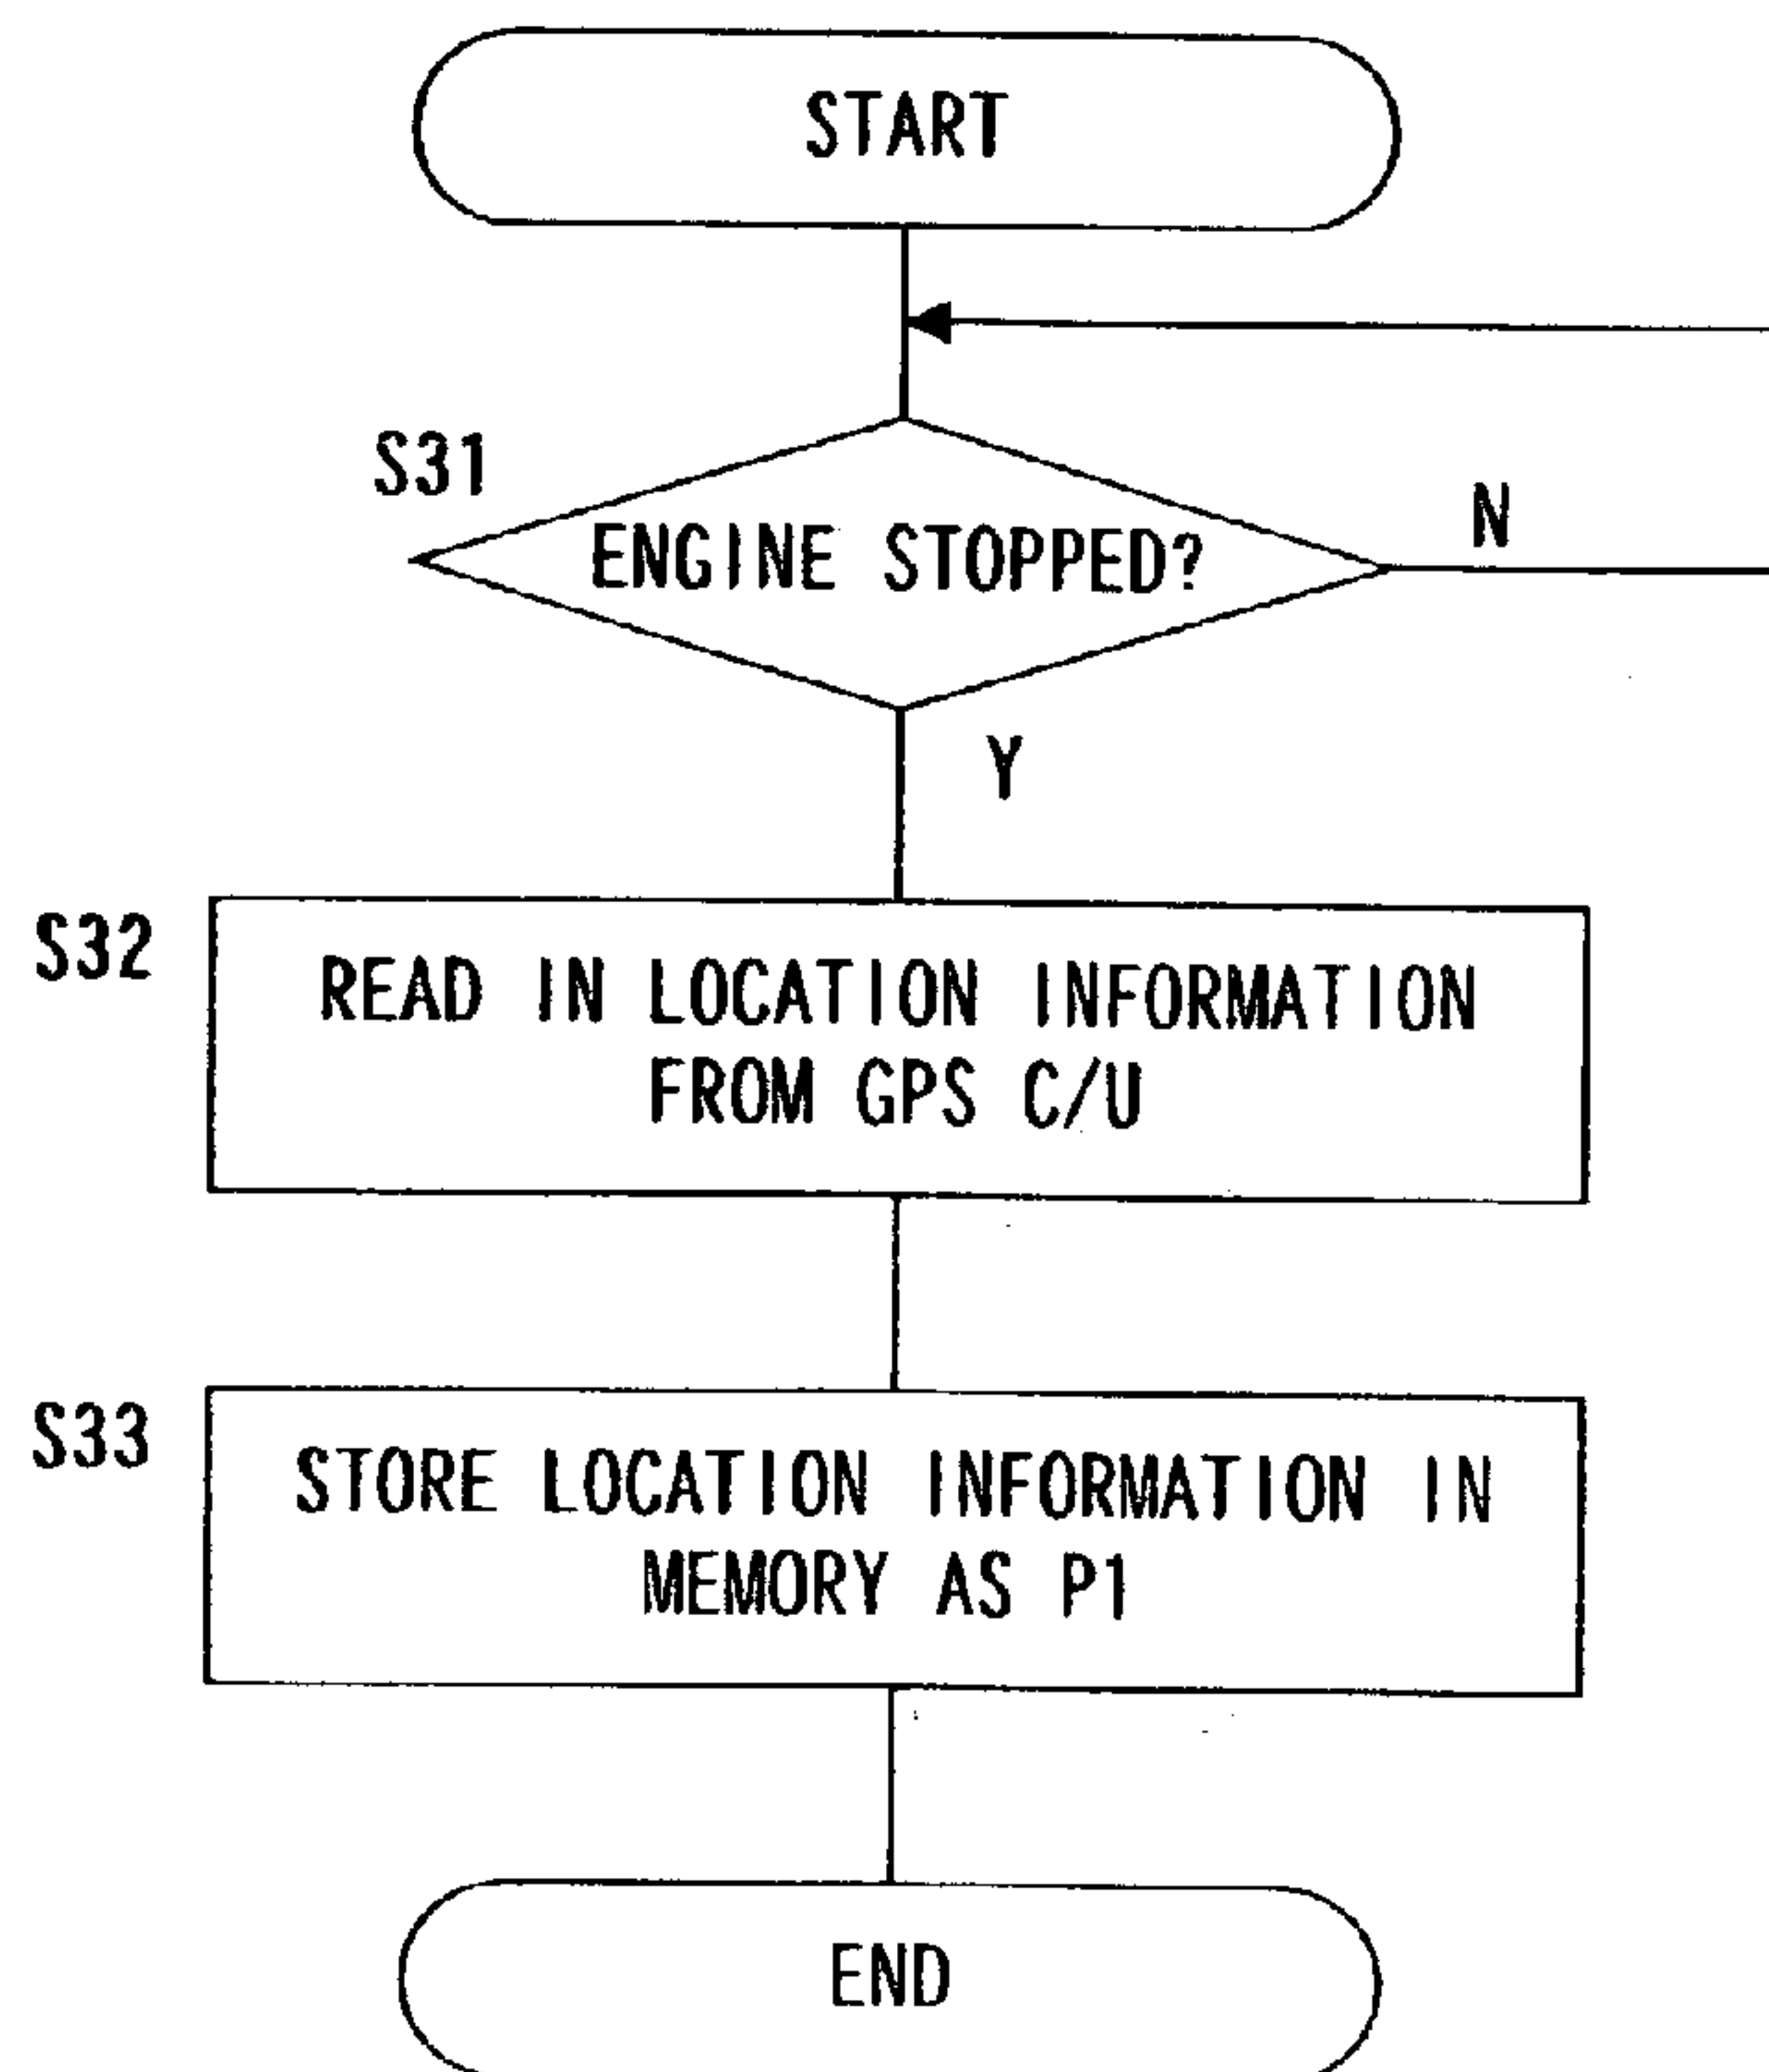 START
S31
ENGINE STOPPED?
N
Y
S32
READ IN LOCATION INFORMATION
FROM GPS C/U
S33
STORE LOCATION INFORMATION IN
MEMORY AS P1
END